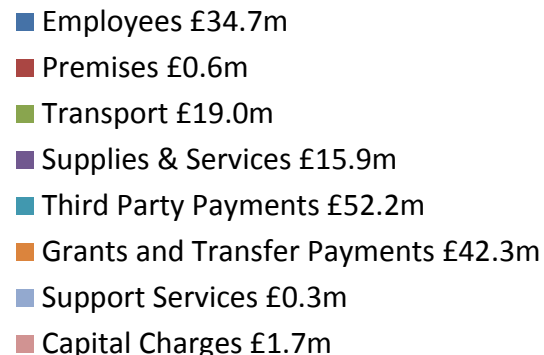 Employees £34.7m
Premises £0.6m
Transport £19.0m
Supplies & Services £15.9m
Third Party Payments £52.2m
Grants and Transfer Payments £42.3m
Support Services £0.3m
Capital Charges £1.7m